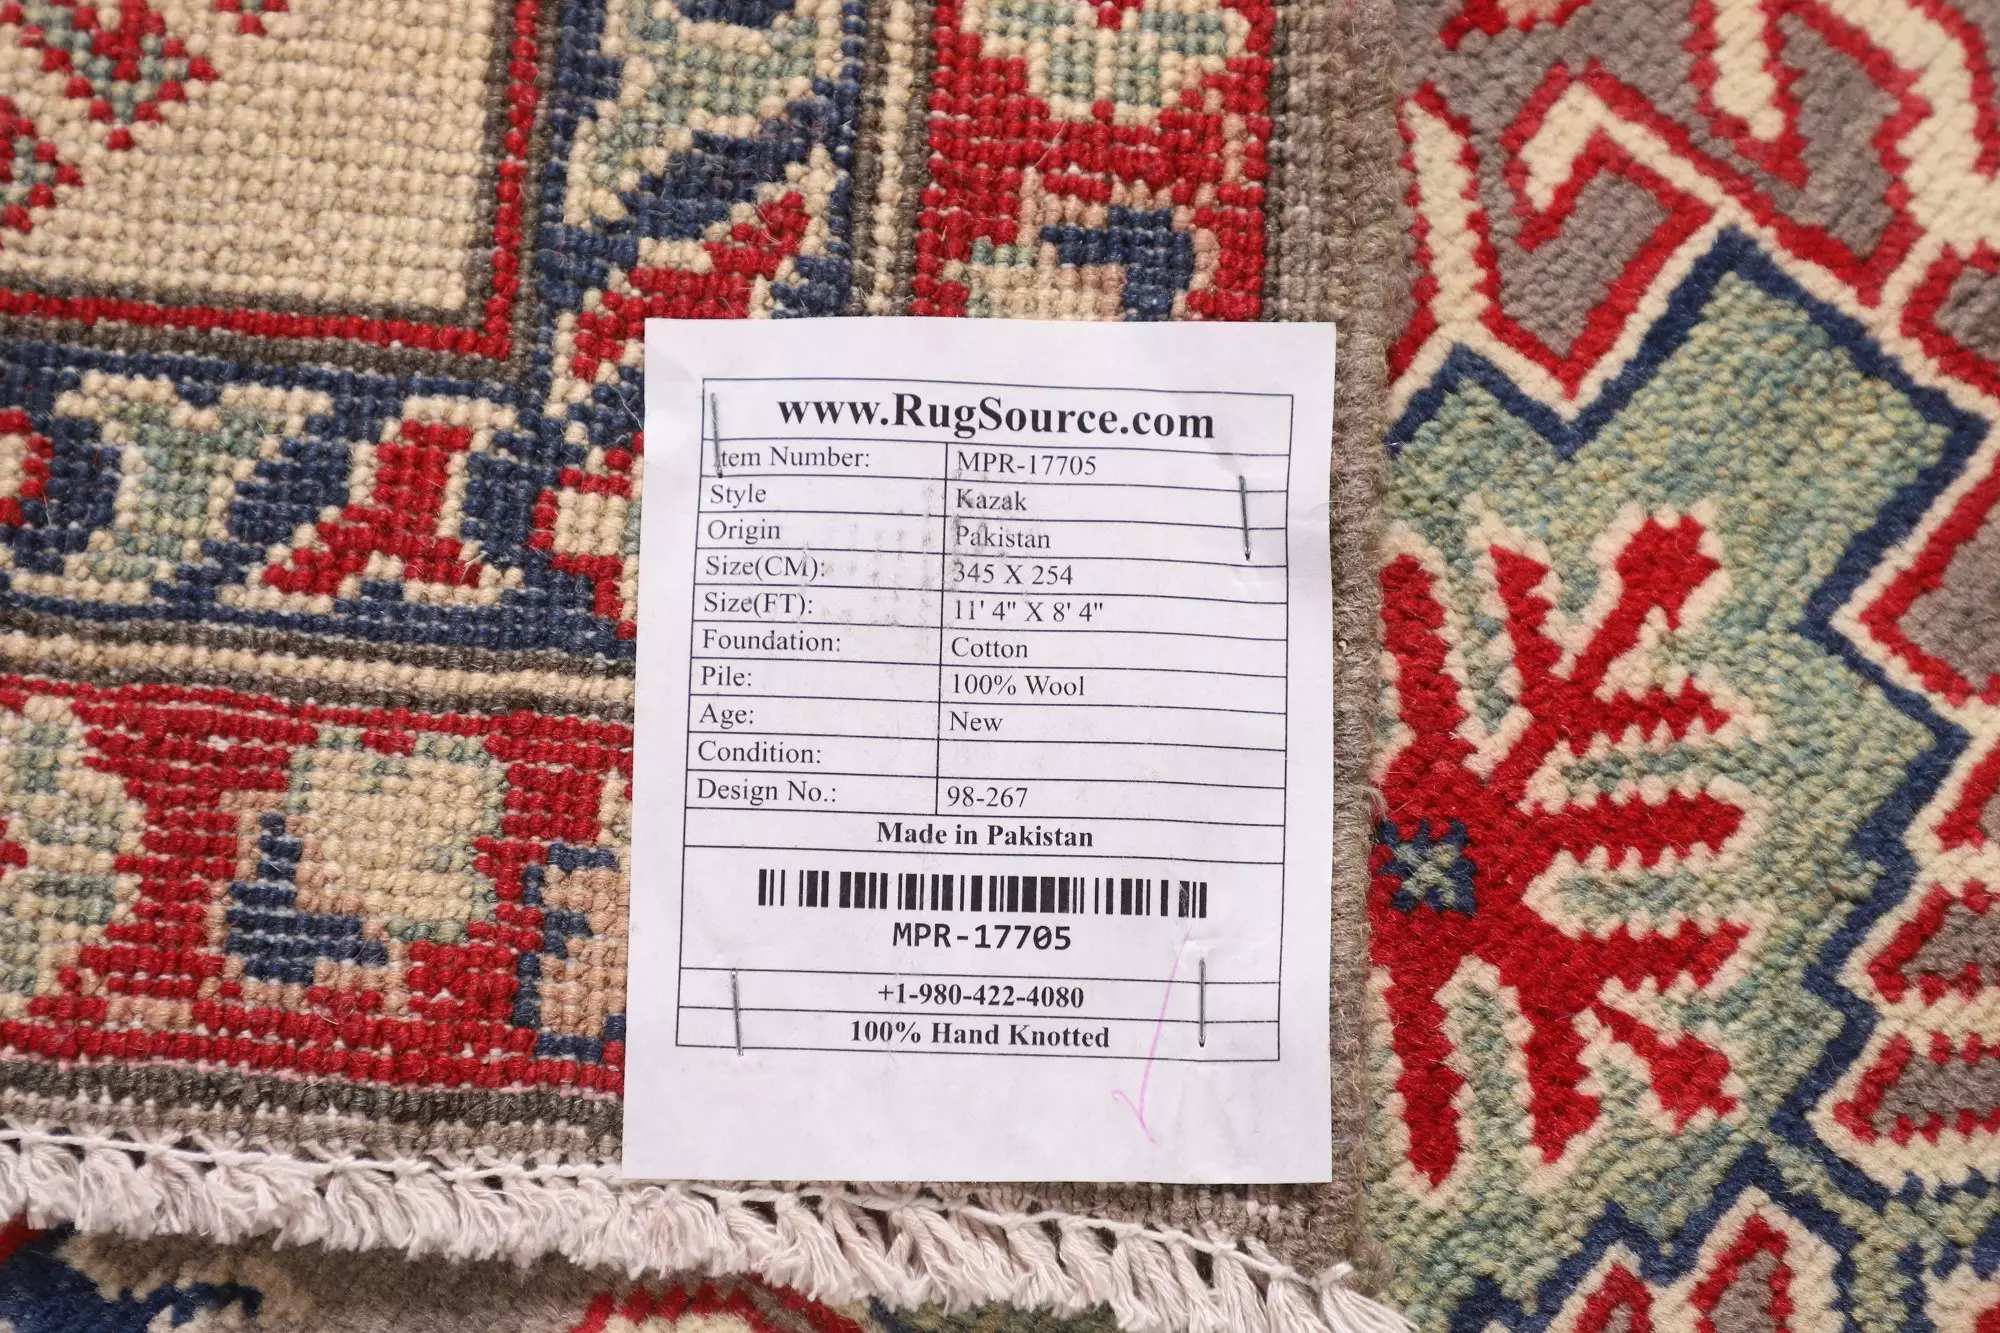 www.RugSource.com
Item Number: MPR-17705
Style Kazak
Origin Pakistan
Size(CM): 345 X 254
Size(FT): 11' 4" X 8' 4"
Foundation: Cotton
Pile: 100% Wool
Age: New
Condition:
Design No.: 98-267
Made in Pakistan
MPR-17705
+1-980-422-4080
100% Hand Knotted